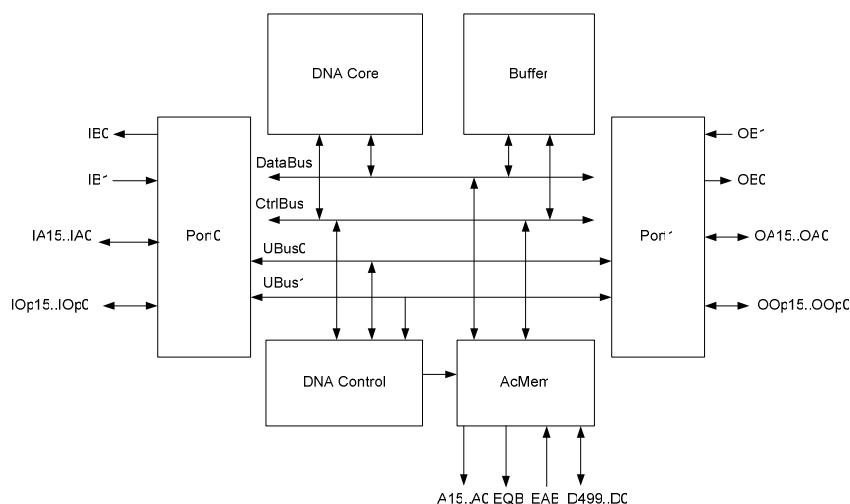 DNA Core
Buffer
IE0
OE1
DataBus
IE1
OE0
CtrlBus
IA15..IA0
Port0
Port1
OA15..OA0
UBus0
UBus1
IOp15..IOp0
OOp15..OOp0
DNA Control
AcMem
A15..A0
EQB
EAB
D499..D0